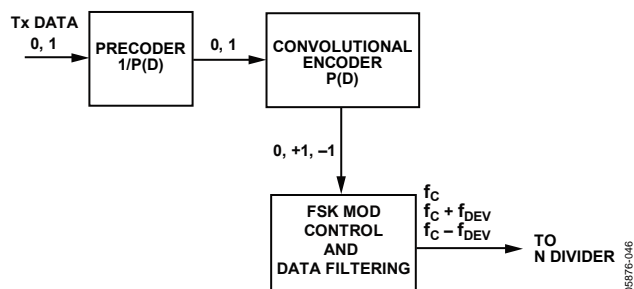 Tx DATA
0, 1
PRECODER
1/P(D)
0, 1
CONVOLUTIONAL
ENCODER
P(D)
0, +1, –1
FSK MOD
CONTROL
AND
DATA FILTERING
fC
fC + fDEV
fC – fDEV
TO
N DIVIDER
05876-046